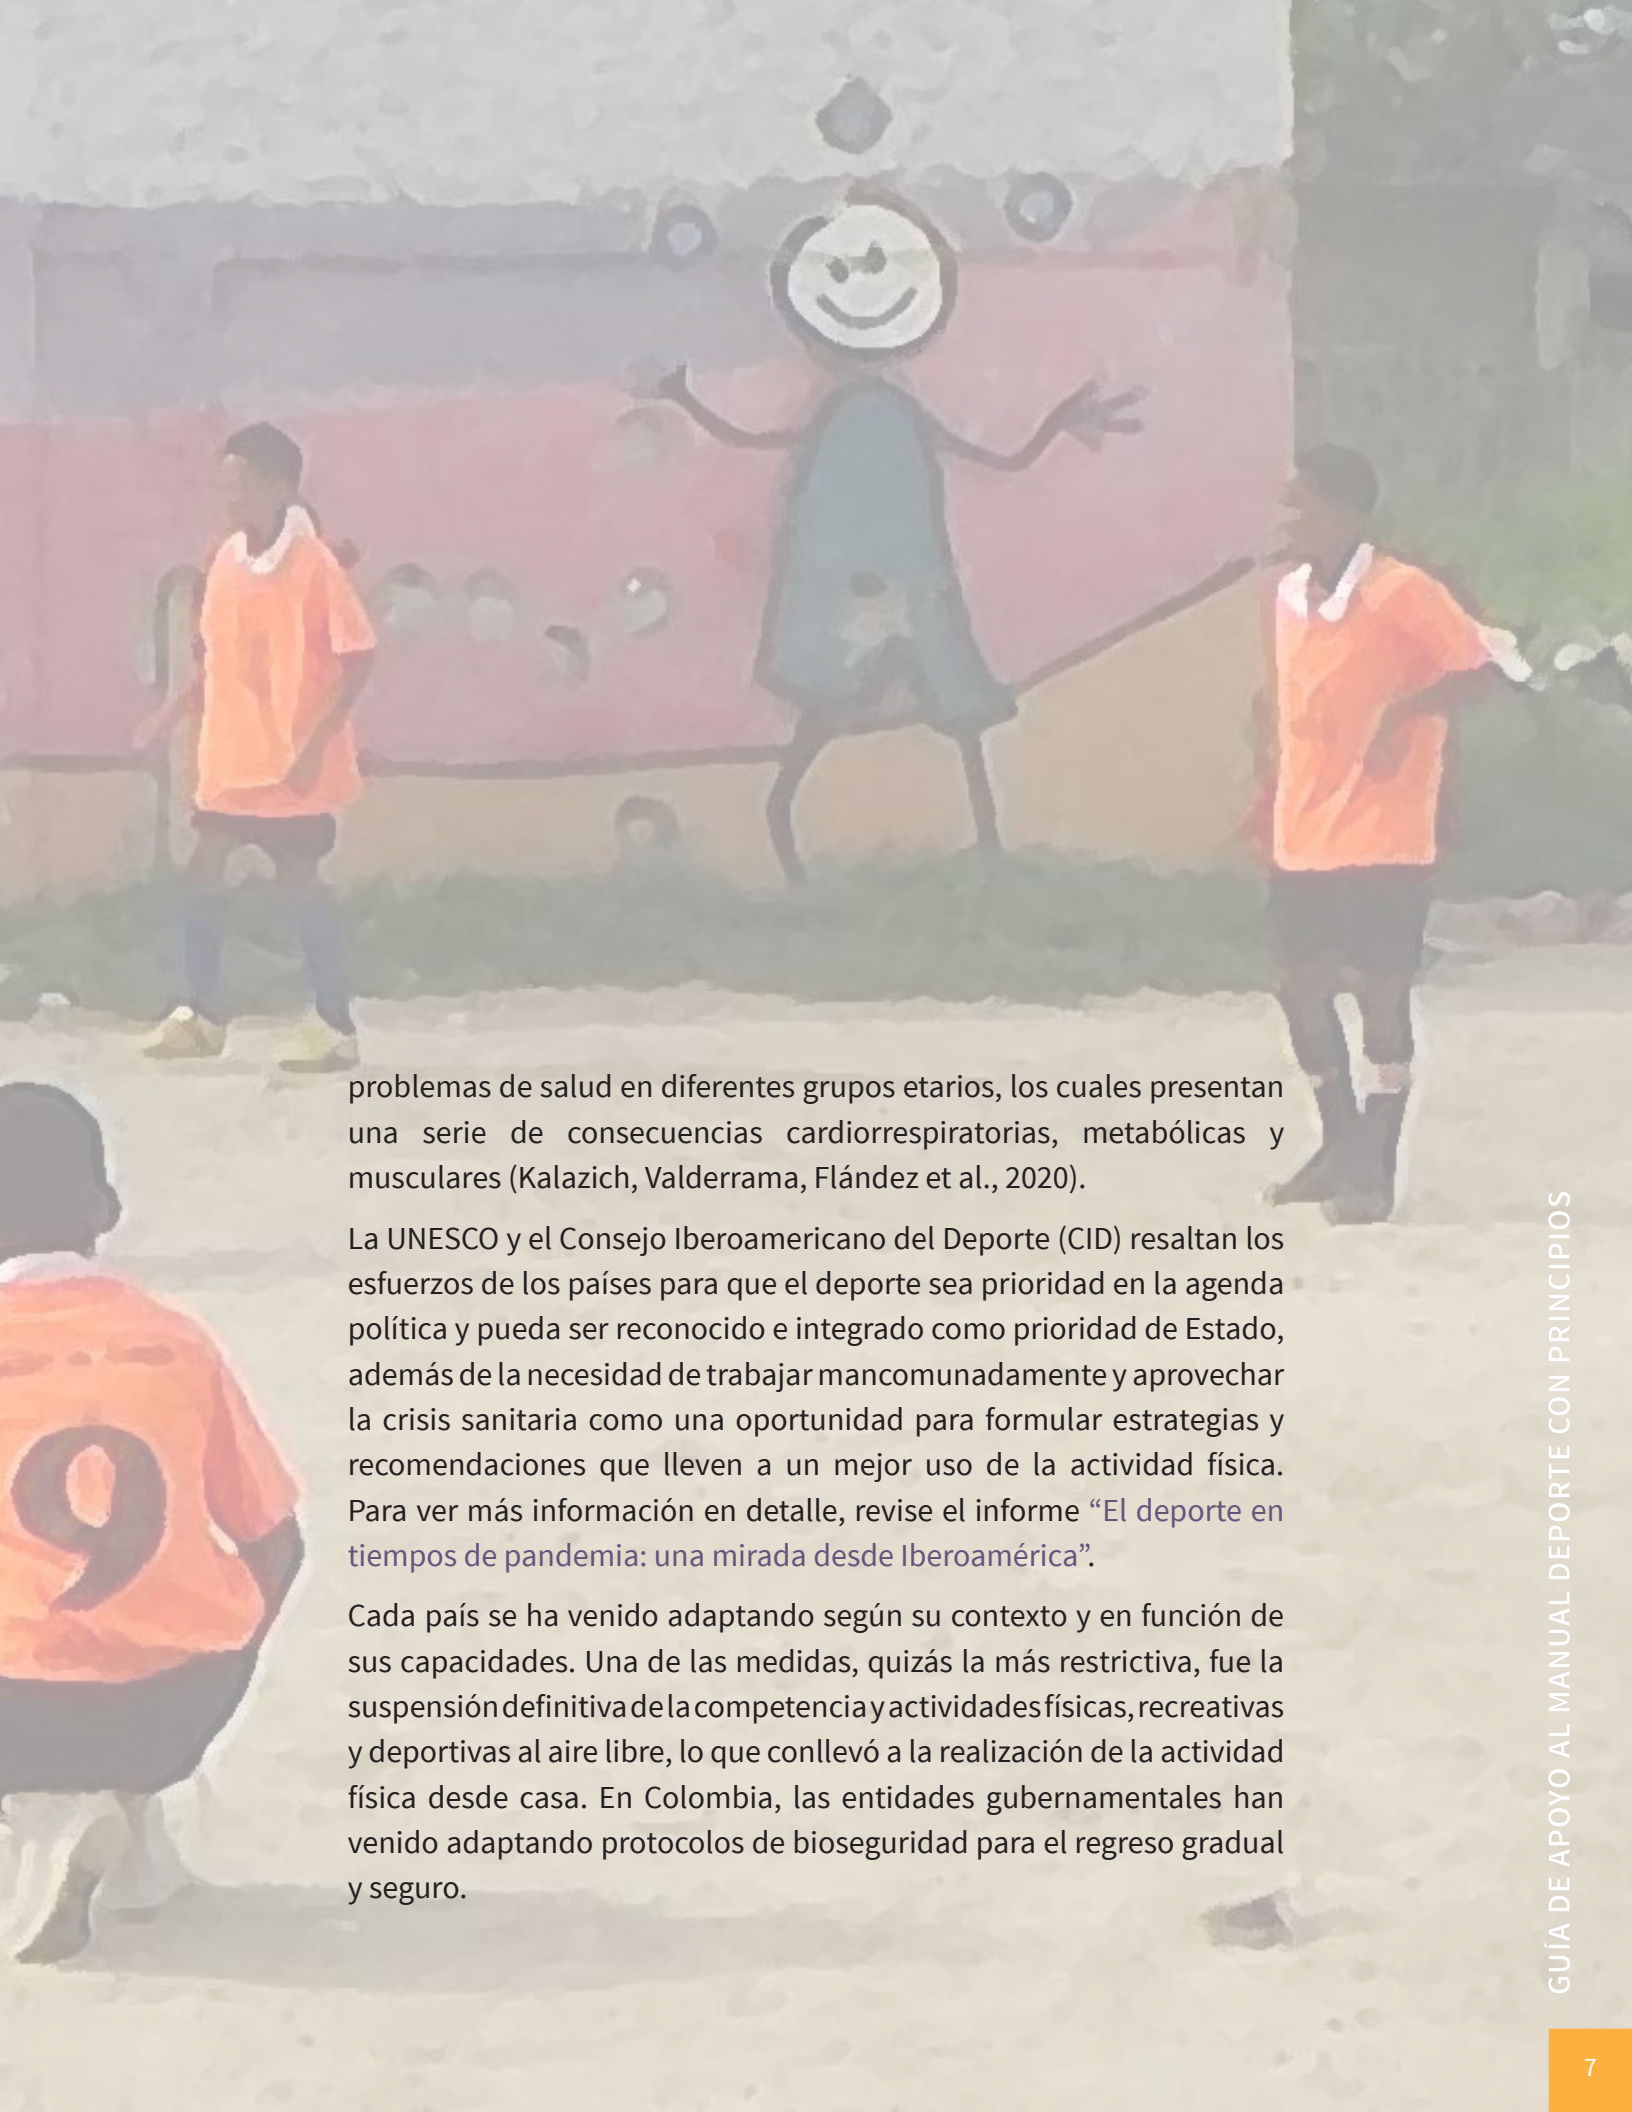 problemas de salud en diferentes grupos etarios, los cuales presentan
una serie de consecuencias cardiorrespiratorias, metabólicas y
musculares (Kalazich, Valderrama, Flández et al., 2020).
La UNESCO y el Consejo Iberoamericano del Deporte (CID) resaltan los
esfuerzos de los países para que el deporte sea prioridad en la agenda
política y pueda ser reconocido e integrado como prioridad de Estado,
además de la necesidad de trabajar mancomunadamente y aprovechar
la crisis sanitaria como una oportunidad para formular estrategias y
recomendaciones que lleven a un mejor uso de la actividad física.
Para ver más información en detalle, revise el informe “El deporte en
tiempos de pandemia: una mirada desde Iberoamérica”.
Cada país se ha venido adaptando según su contexto y en función de
sus capacidades. Una de las medidas, quizás la más restrictiva, fue la
suspensión definitiva de la competencia y actividades físicas, recreativas
y deportivas al aire libre, lo que conllevó a la realización de la actividad
física desde casa. En Colombia, las entidades gubernamentales han
venido adaptando protocolos de bioseguridad para el regreso gradual
y seguro.
9
GUÍA DE APOYO AL MANUAL DEPORTE CON PRINCIPIOS
7